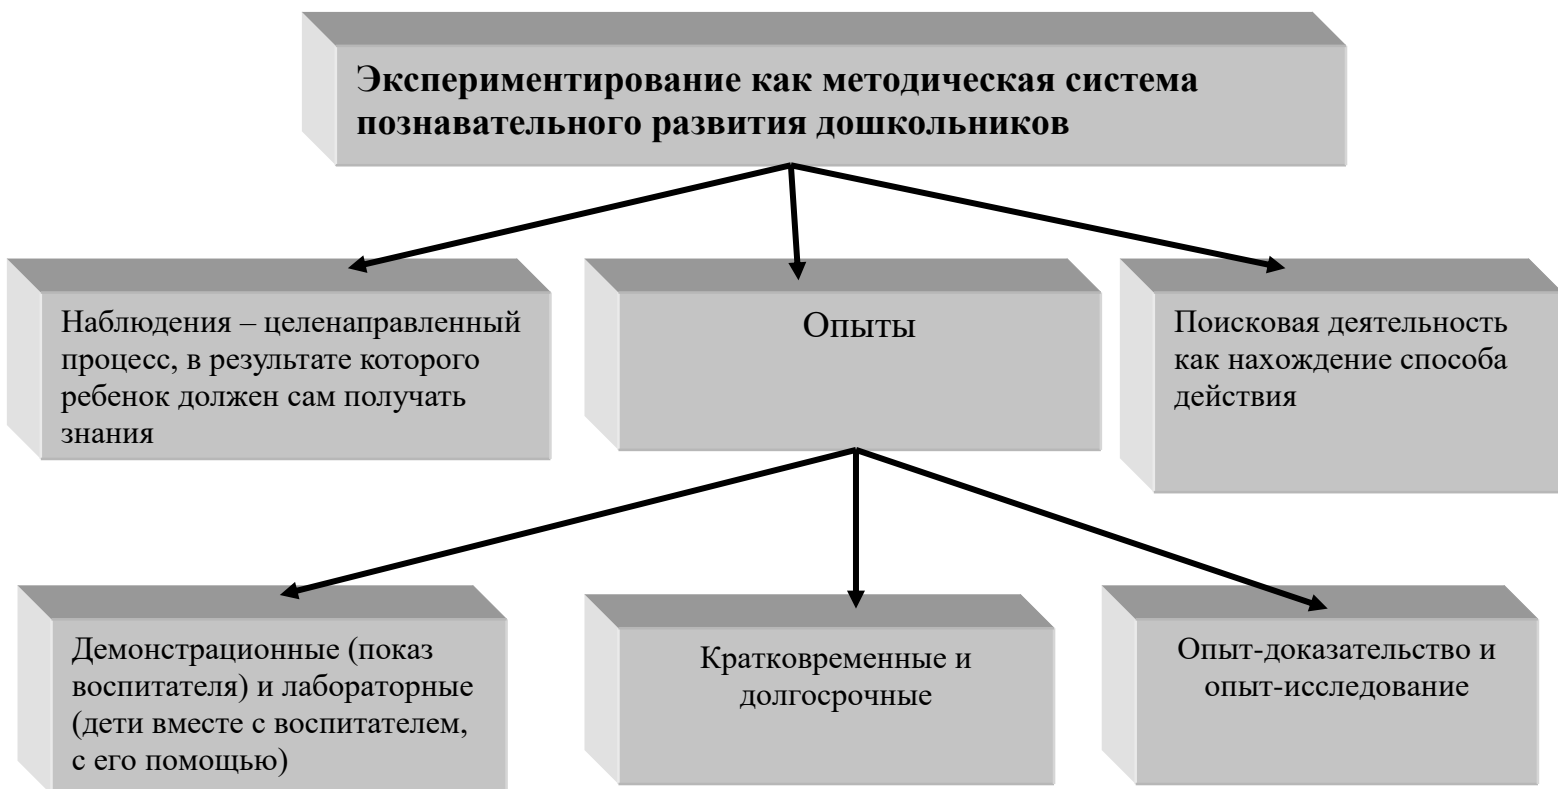 Экспериментирование как методическая система
познавательного развития дошкольников
Наблюдения – целенаправленный
процесс, в результате которого
ребенок должен сам получать
знания
Опыты
Поисковая деятельность
как нахождение способа
действия
Демонстрационные (показ
воспитателя) и лабораторные
(дети вместе с воспитателем,
с его помощью)
Кратковременные и
долгосрочные
Опыт-доказательство и
опыт-исследование